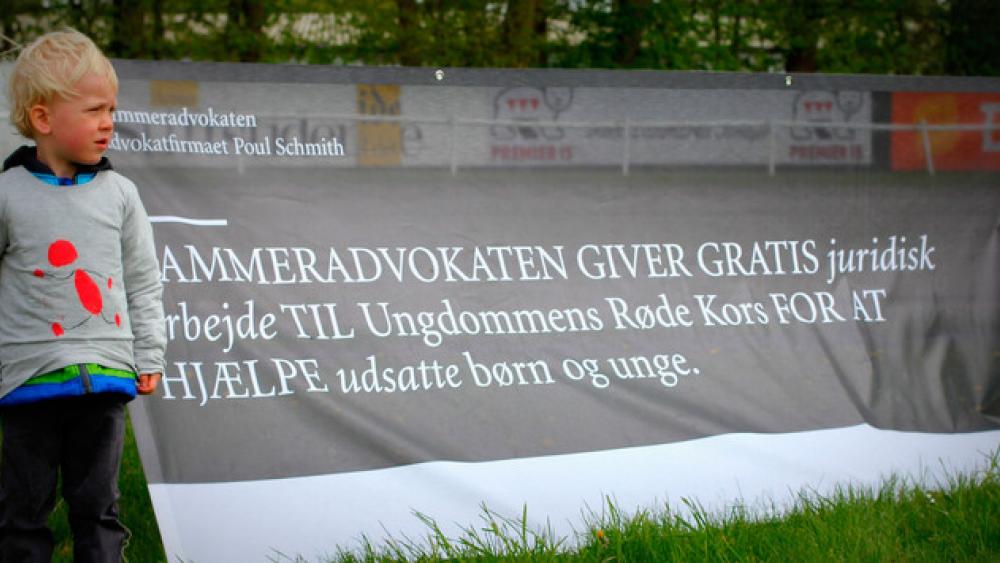 ammeradvokaten
dvokatfirmaet Poul Schmith
AMMERADVOKATEN GIVER GRATIS juridisk
rbejde TIL Ungdommens Røde Kors FOR AT
HJÆLPE udsatte børn og unge.
PREMIER IS
PREMIER IS